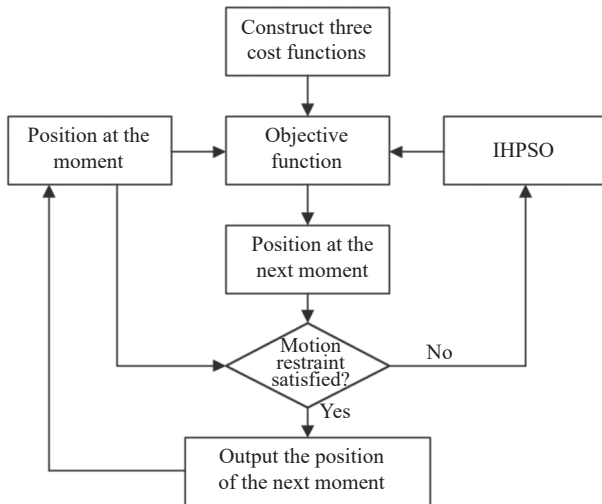 Construct three
cost functions
Position at the
moment
Objective
function
IHPSO
Position at the
next moment
Motion
restraint
satisfied?
No
Yes
Output the position
of the next moment